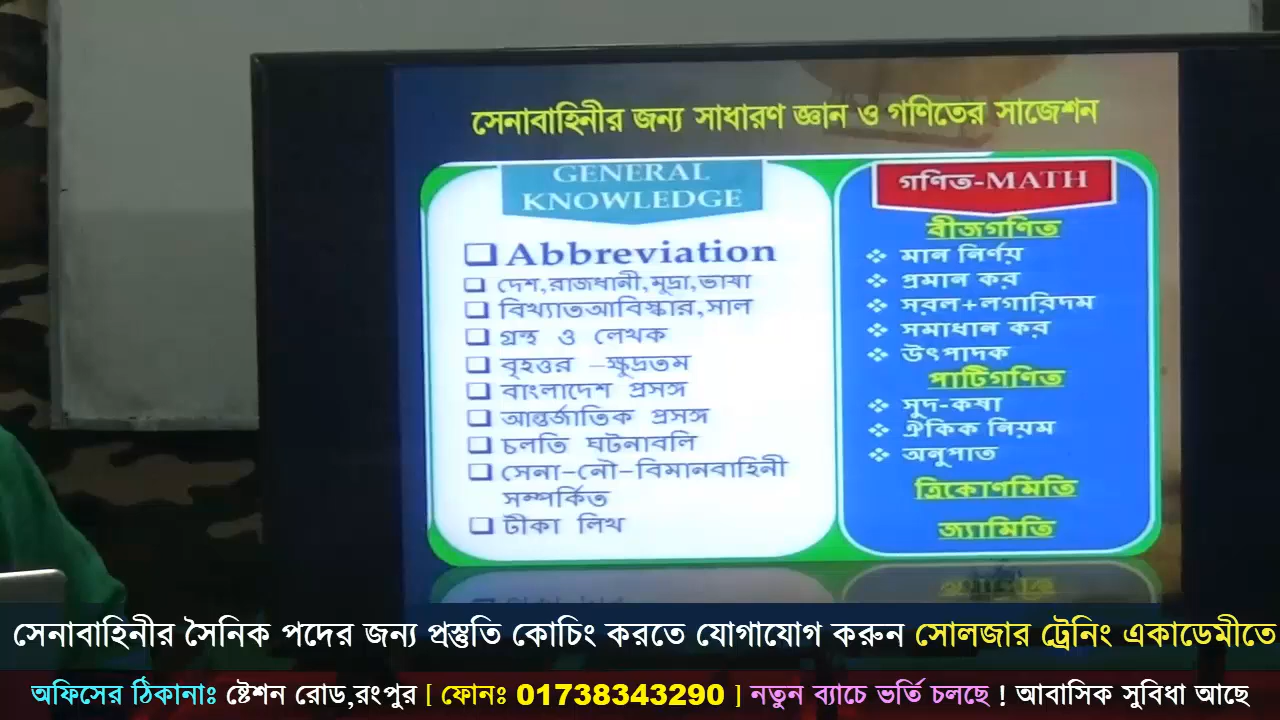 সেনাবাহিনীর জন্য সাধারণ জ্ঞান ও গণিতের সাজেশন
GENERAL
KNOWLEDGE
Abbreviation
দেশ,রাজধানী,মুদ্রা,ভাষা
বিখ্যাতআবিস্কার,সাল
গ্রন্থ ও লেখক
বৃহত্তর –ক্ষুদ্রতম
বাংলাদেশ প্রসঙ্গ
আন্তর্জাতিক প্রসঙ্গ
চলতি ঘটনাবলি
সেনা–নৌ–বিমানবাহিনী
সম্পর্কিত
টীকা লিখ
গণিত-MATH
বীজগণিত
মান নির্ণয়
প্রমান কর
সরল+লগারিদম
সমাধান কর
উৎপাদক
পাটিগণিত
সুদ-কষা
ঐকিক নিয়ম
অনুপাত
ত্রিকোণমিতি
জ্যামিতি
সেনাবাহিনীর সৈনিক পদের জন্য প্রস্তুতি কোচিং করতে যোগাযোগ করুন সোলজার ট্রেনিং একাডেমীতে
অফিসের ঠিকানাঃ ষ্টেশন রোড,রংপুর [ ফোনঃ 01738343290 ] নতুন ব্যাচে ভর্তি চলছে ! আবাসিক সুবিধা আছে